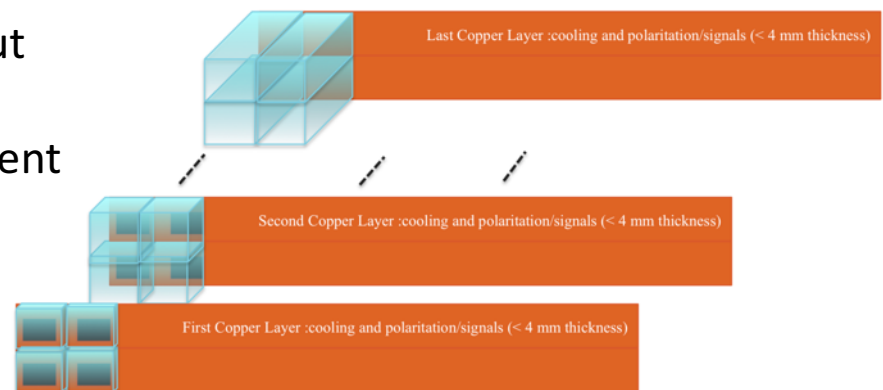 ut
Last Copper Layer :cooling and polaritation/signals (< 4 mm thickness)
ent
Second Copper Layer :cooling and polaritation/signals (< 4 mm thickness)
First Copper Layer :cooling and polaritation/signals (< 4 mm thickness)